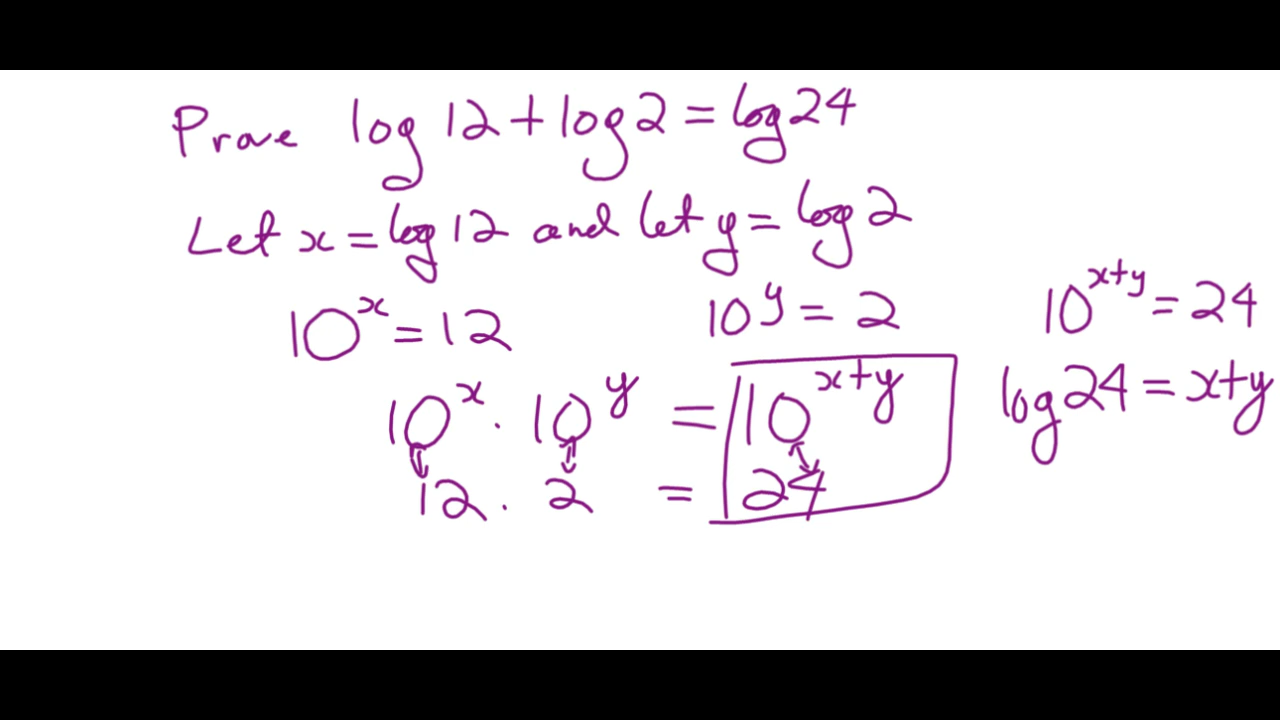 Prove log 12 + log 2 = log 24
Let x = log 12 and let y = log 2
10^x = 12
10^y = 2
10^x · 10^y = 10^(x+y)
12 · 2 = 24
10^(x+y) = 24
log 24 = x+y